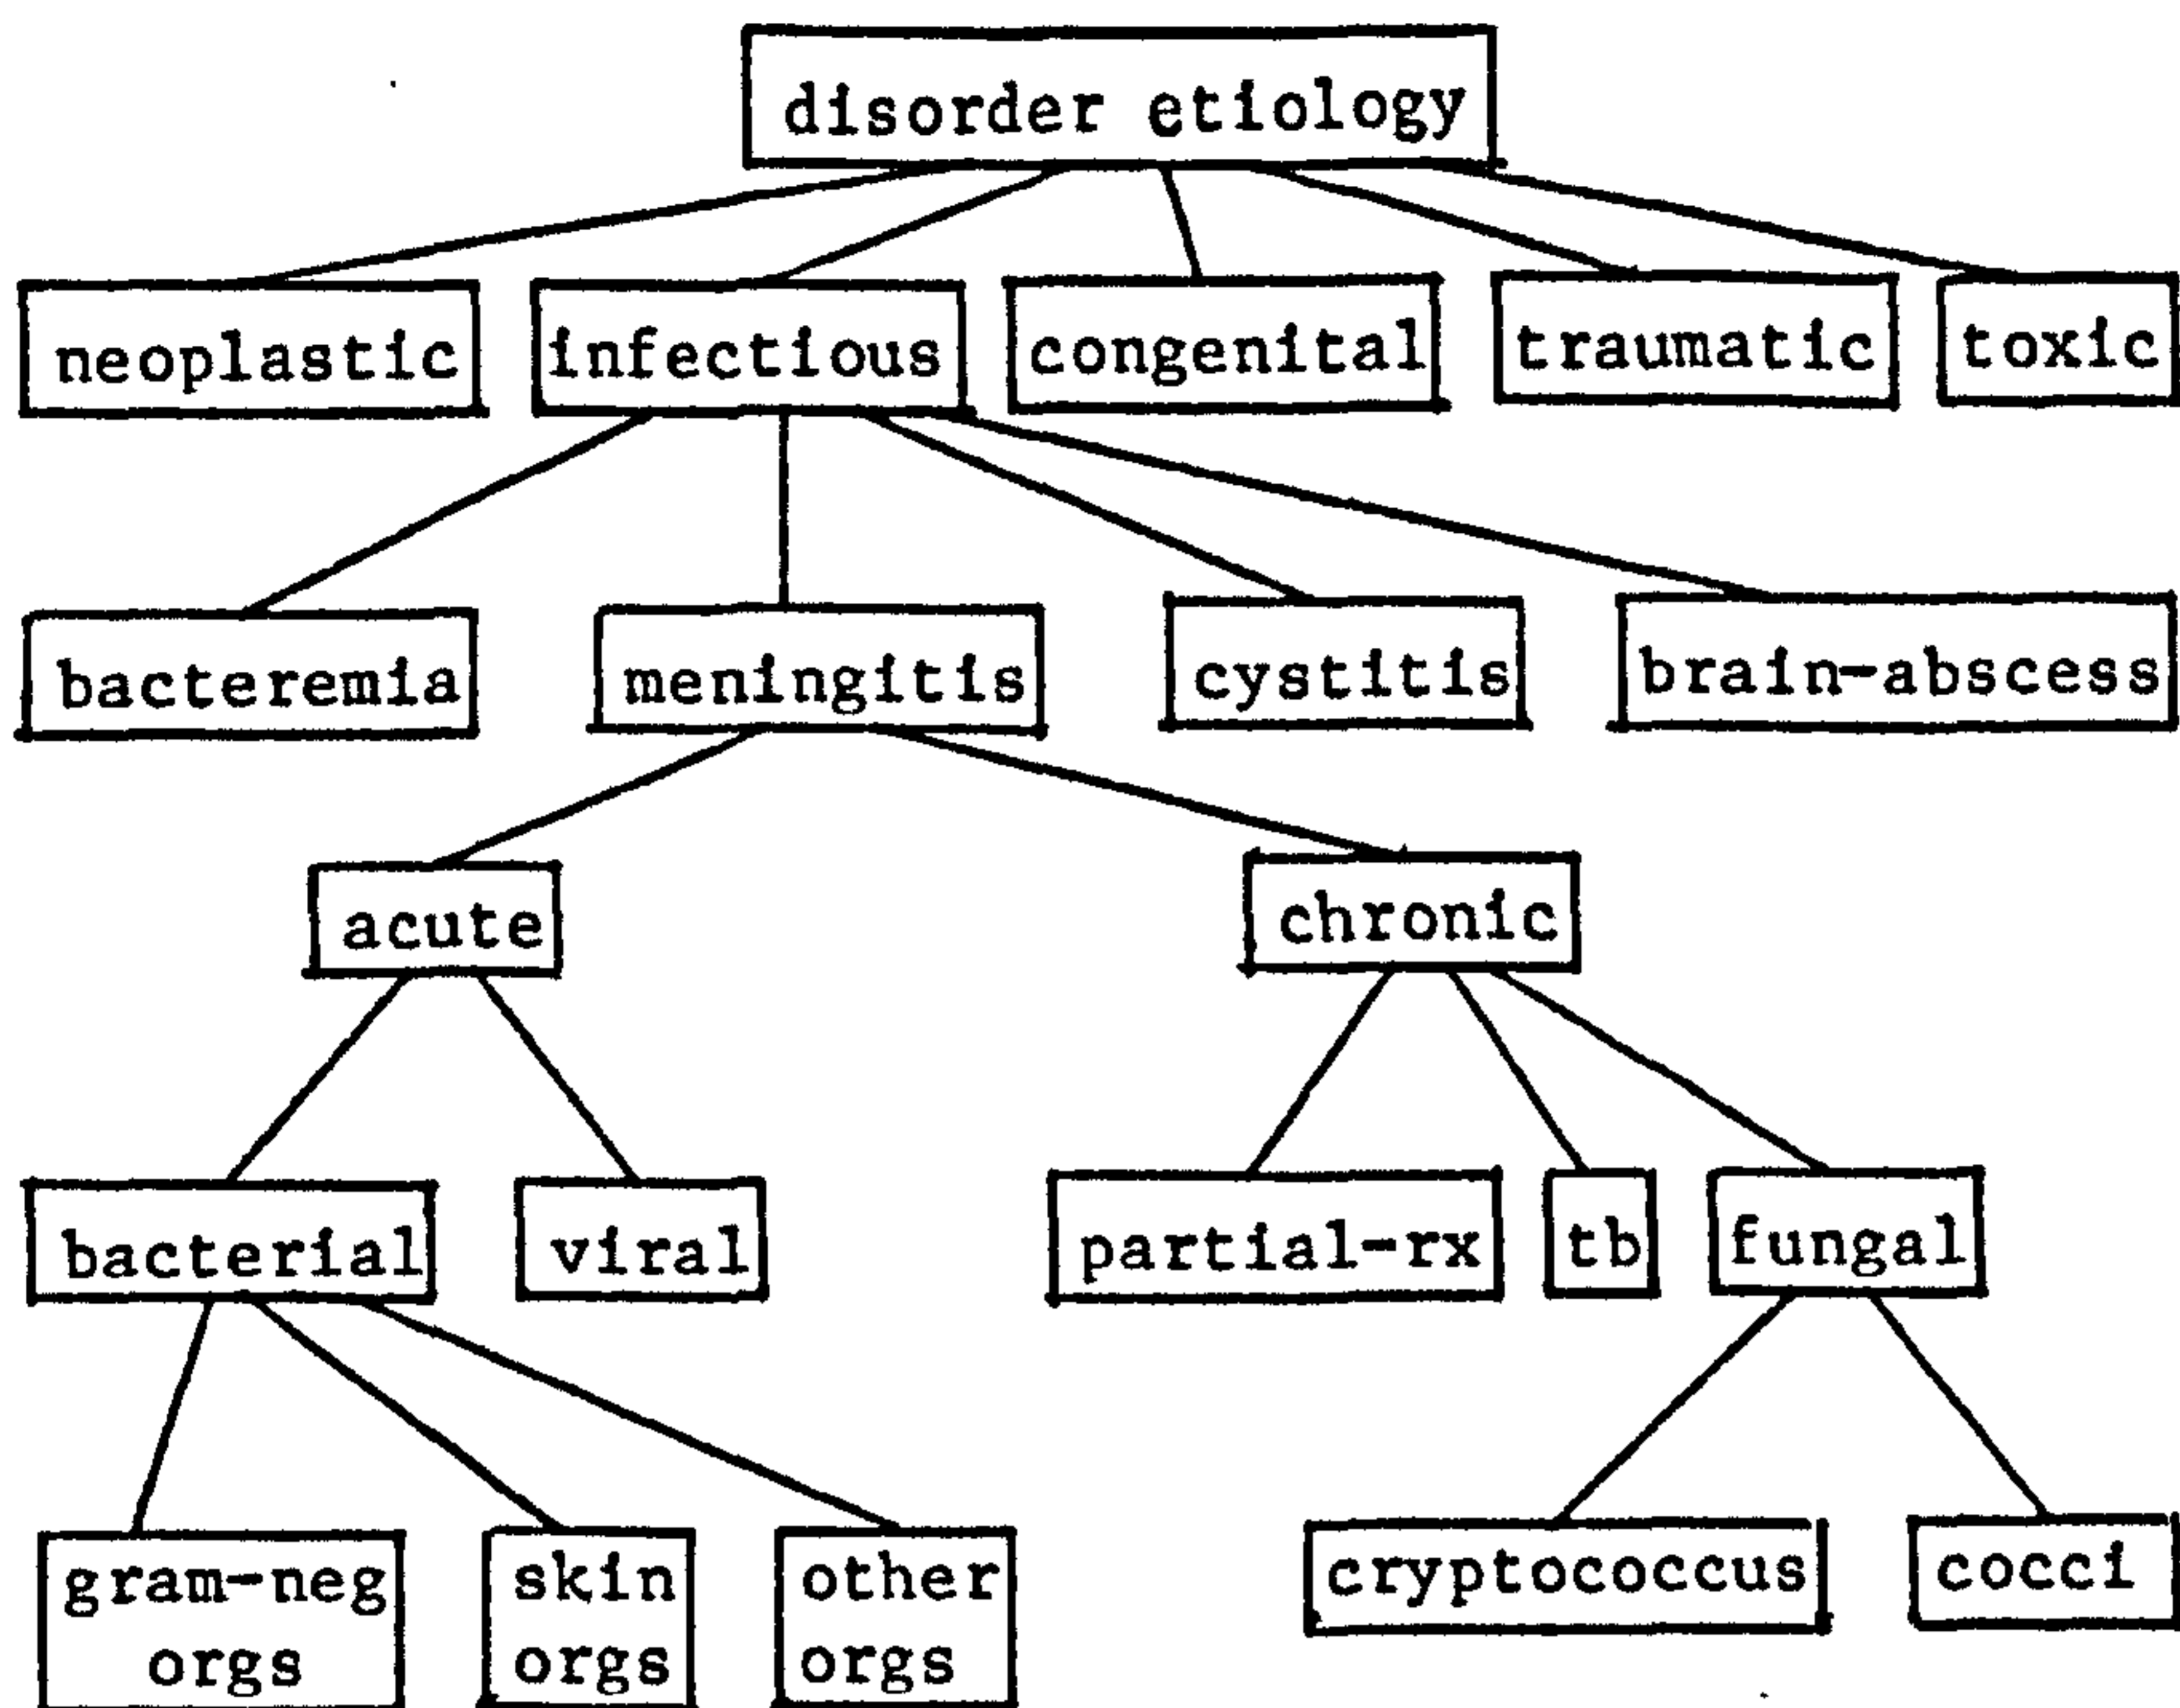 disorder etiology
neoplastic
infectious
congenital
traumatic
toxic
bacteremia
meningitis
cystitis
brain-abscess
acute
chronic
bacterial
viral
partial-rx
tb
fungal
gram-neg
orgs
skin
orgs
other
orgs
cryptococcus
cocci